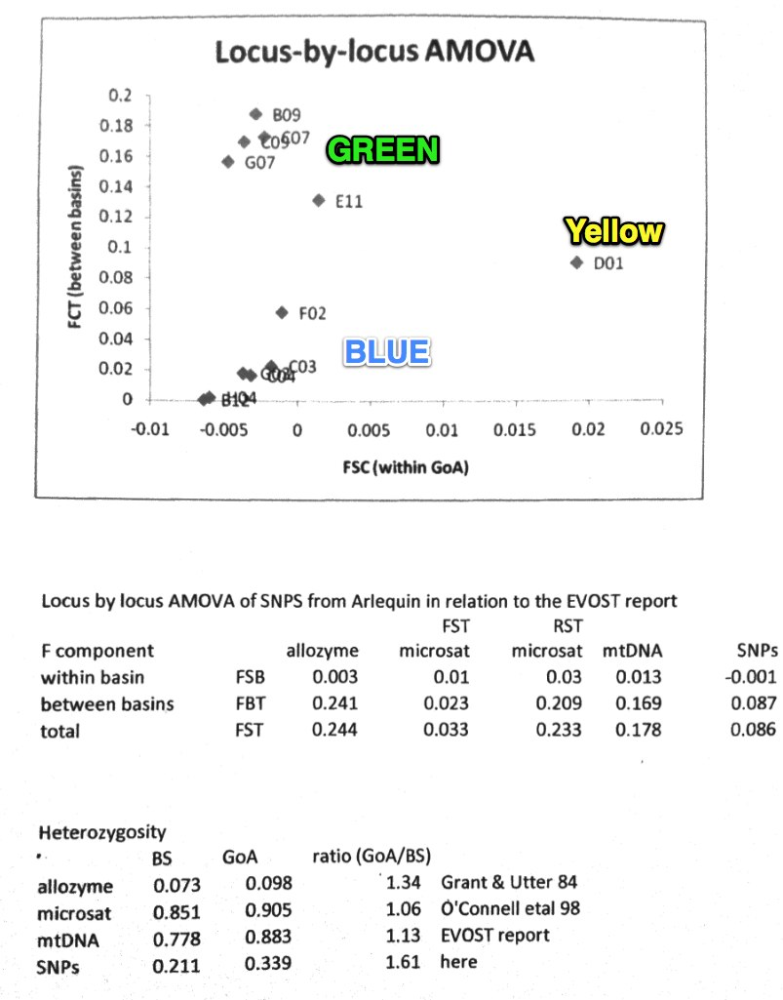 Locus-by-locus AMOVA
0.2
B09
0.18
C09 C07
GREEN
0.16
G07
0.14
E11
0.12
Yellow
0.1
D01
0.08
0.06
F02
0.04
BLUE
0.02
C03
C04
0
B12 H04
FCT (between basins)
-0.01 -0.005 0 0.005 0.01 0.015 0.02 0.025
FSC (within GoA)
Locus by locus AMOVA of SNPS from Arlequin in relation to the EVOST report
FST RST
F component allozyme microsat microsat mtDNA SNPs
within basin FSB 0.003 0.01 0.03 0.013 -0.001
between basins FBT 0.241 0.023 0.209 0.169 0.087
total FST 0.244 0.033 0.233 0.178 0.086
Heterozygosity
BS GoA ratio (GoA/BS)
allozyme 0.073 0.098 1.34 Grant & Utter 84
microsat 0.851 0.905 1.06 O'Connell etal 98
mtDNA 0.778 0.883 1.13 EVOST report
SNPs 0.211 0.339 1.61 here